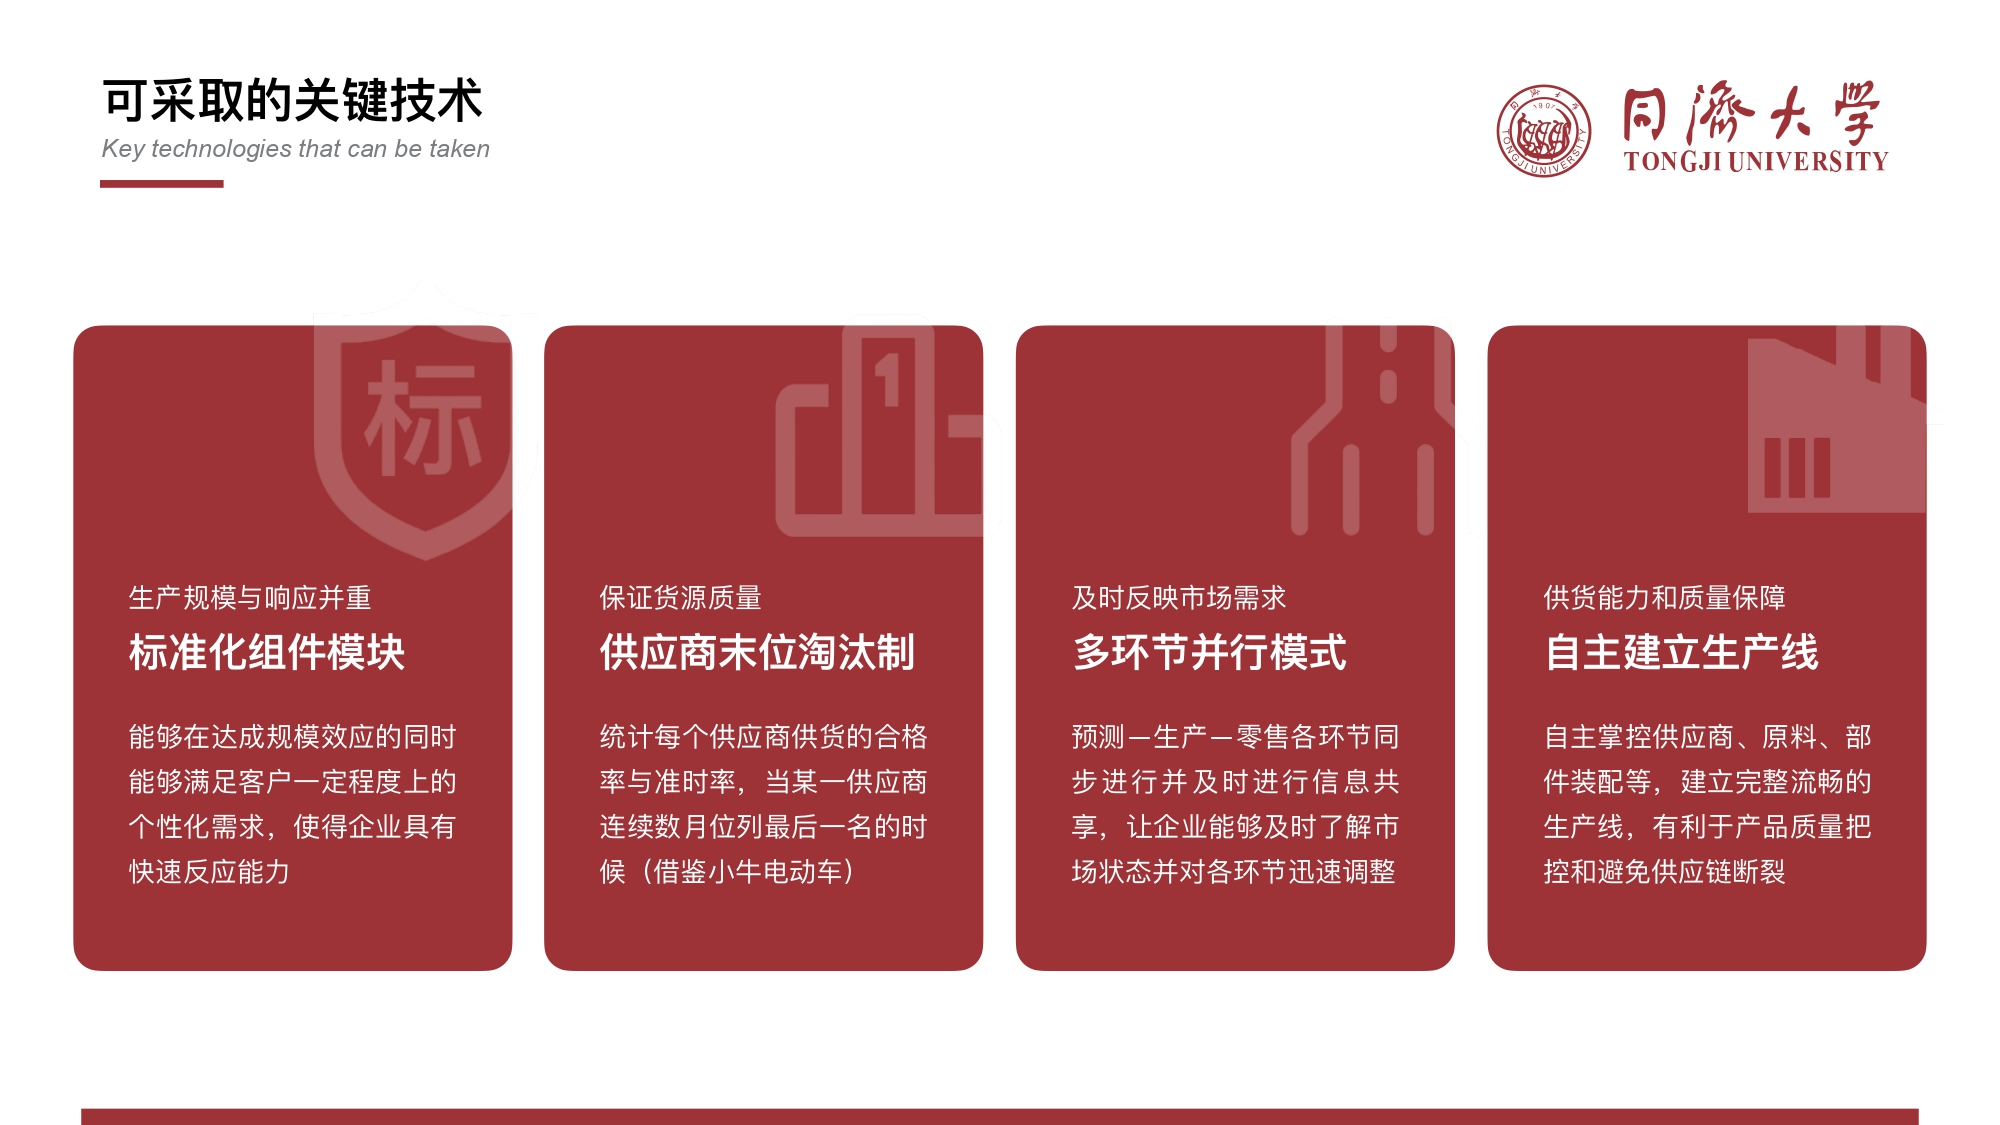 可采取的关键技术
Key technologies that can be taken
同濟大学
TONGJI UNIVERSITY
同濟大学
1907
TONGJI UNIVERSITY
标
生产规模与响应并重
标准化组件模块
能够在达成规模效应的同时
能够满足客户一定程度上的
个性化需求，使得企业具有
快速反应能力
1
保证货源质量
供应商末位淘汰制
统计每个供应商供货的合格
率与准时率，当某一供应商
连续数月位列最后一名的时
候（借鉴小牛电动车）
及时反映市场需求
多环节并行模式
预测—生产—零售各环节同
步进行并及时进行信息共
享，让企业能够及时了解市
场状态并对各环节迅速调整
供货能力和质量保障
自主建立生产线
自主掌控供应商、原料、部
件装配等，建立完整流畅的
生产线，有利于产品质量把
控和避免供应链断裂